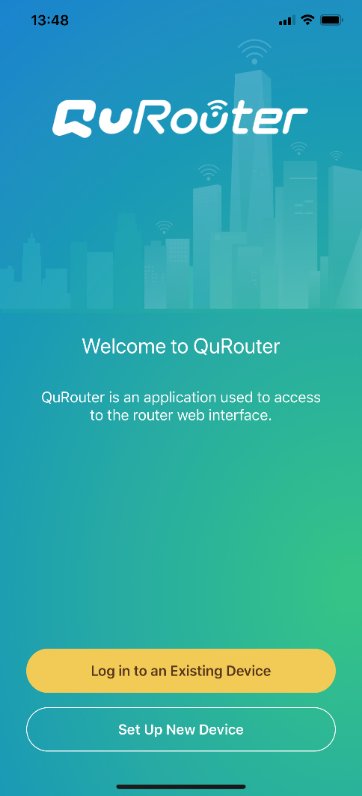 13:48
QuRouter
Welcome to QuRouter
QuRouter is an application used to access
to the router web interface.
Log in to an Existing Device
Set Up New Device